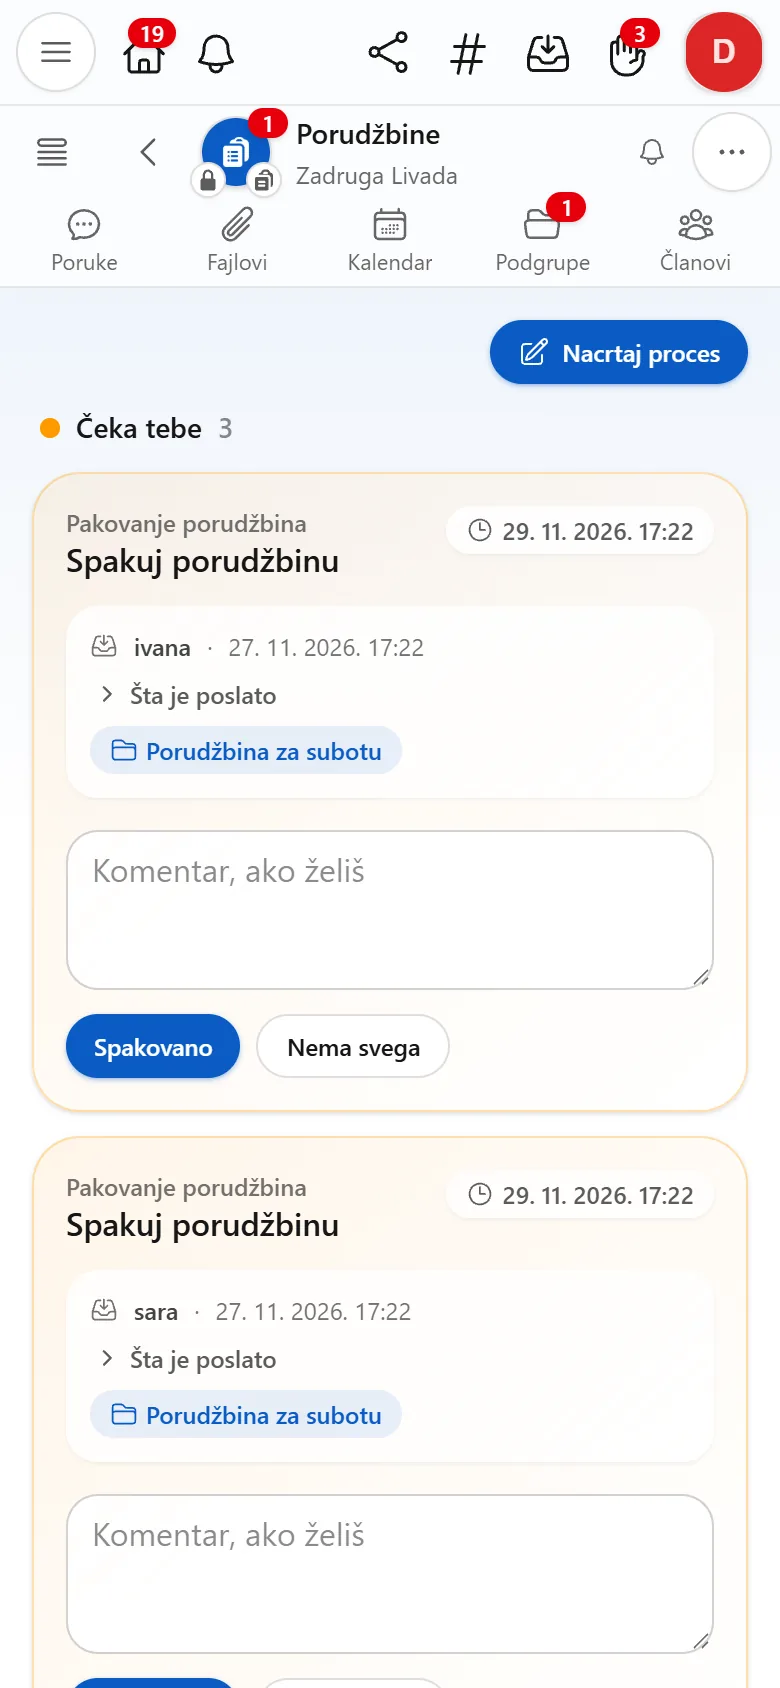 19
3
D
1
Porudžbine
Zadruga Livada
Poruke
Fajlovi
Kalendar
1
Podgrupe
Članovi
Nacrtaj proces
Čeka tebe 3
Pakovanje porudžbina
Spakuj porudžbinu
29. 11. 2026. 17:22
ivana · 27. 11. 2026. 17:22
Šta je poslato
Porudžbina za subotu
Komentar, ako želiš
Spakovano
Nema svega
Pakovanje porudžbina
Spakuj porudžbinu
29. 11. 2026. 17:22
sara · 27. 11. 2026. 17:22
Šta je poslato
Porudžbina za subotu
Komentar, ako želiš